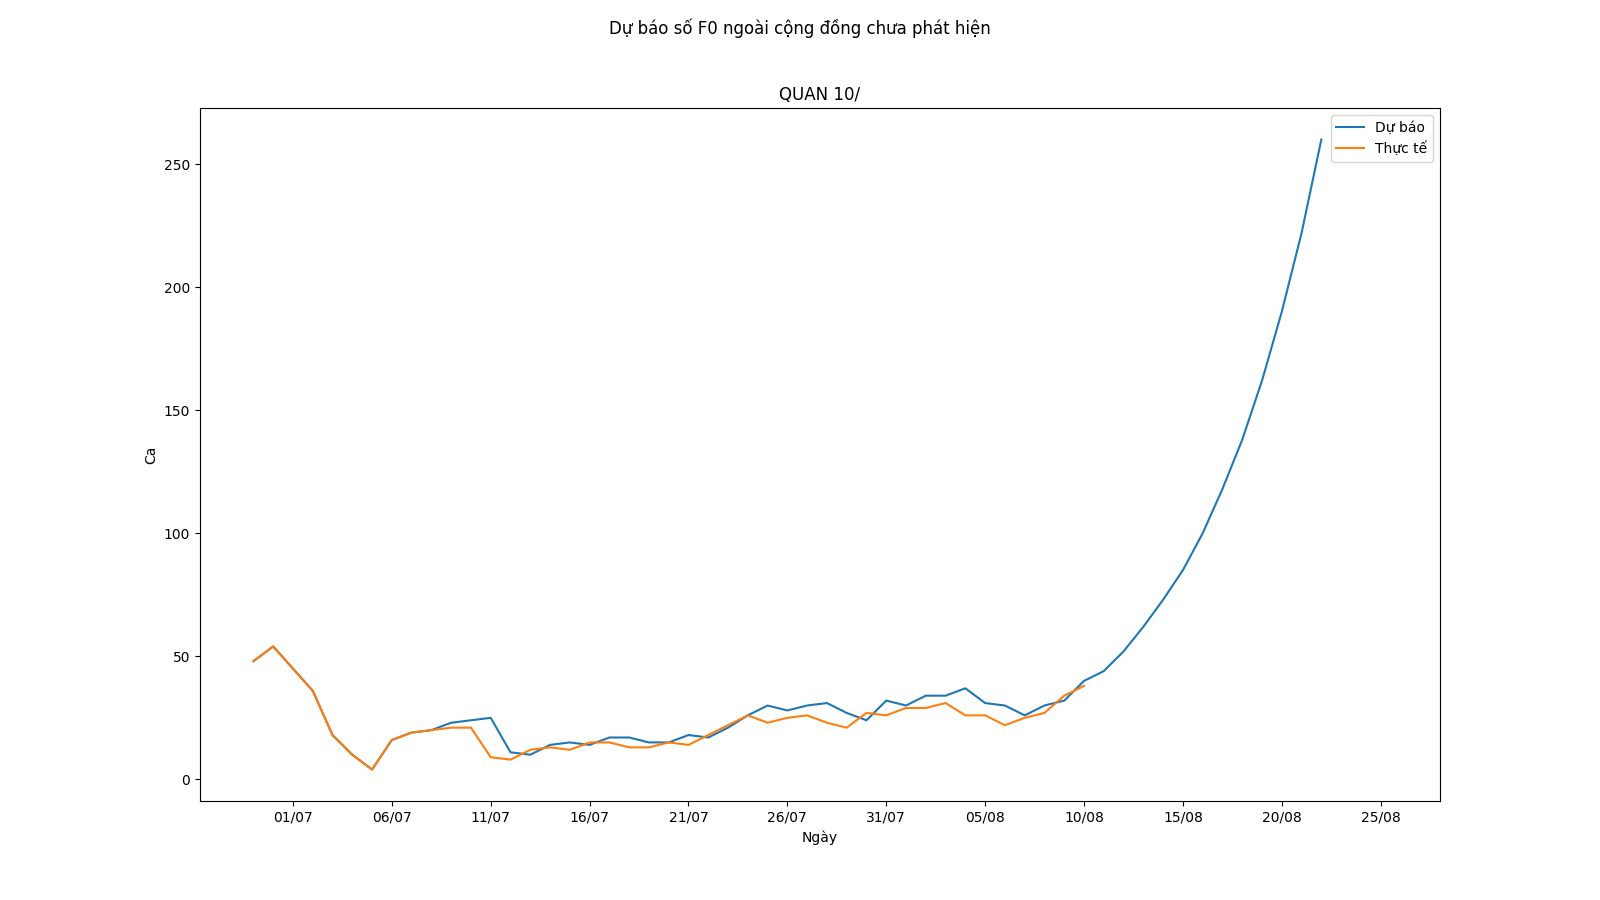 Dự báo số F0 ngoài cộng đồng chưa phát hiện
QUAN 10/
Dự báo
Thực tế
250
200
150
100
50
0
Ca
01/07 06/07 11/07 16/07 21/07 26/07 31/07 05/08 10/08 15/08 20/08 25/08
Ngày